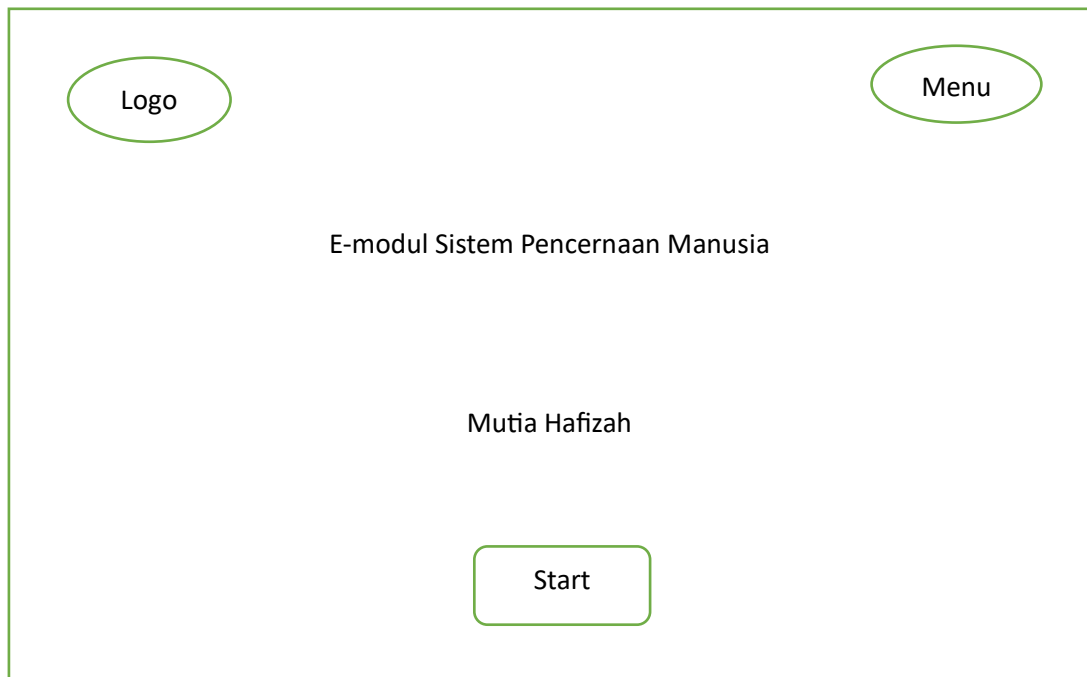 Logo
Menu
E-modul Sistem Pencernaan Manusia
Mutia Hafizah
Start